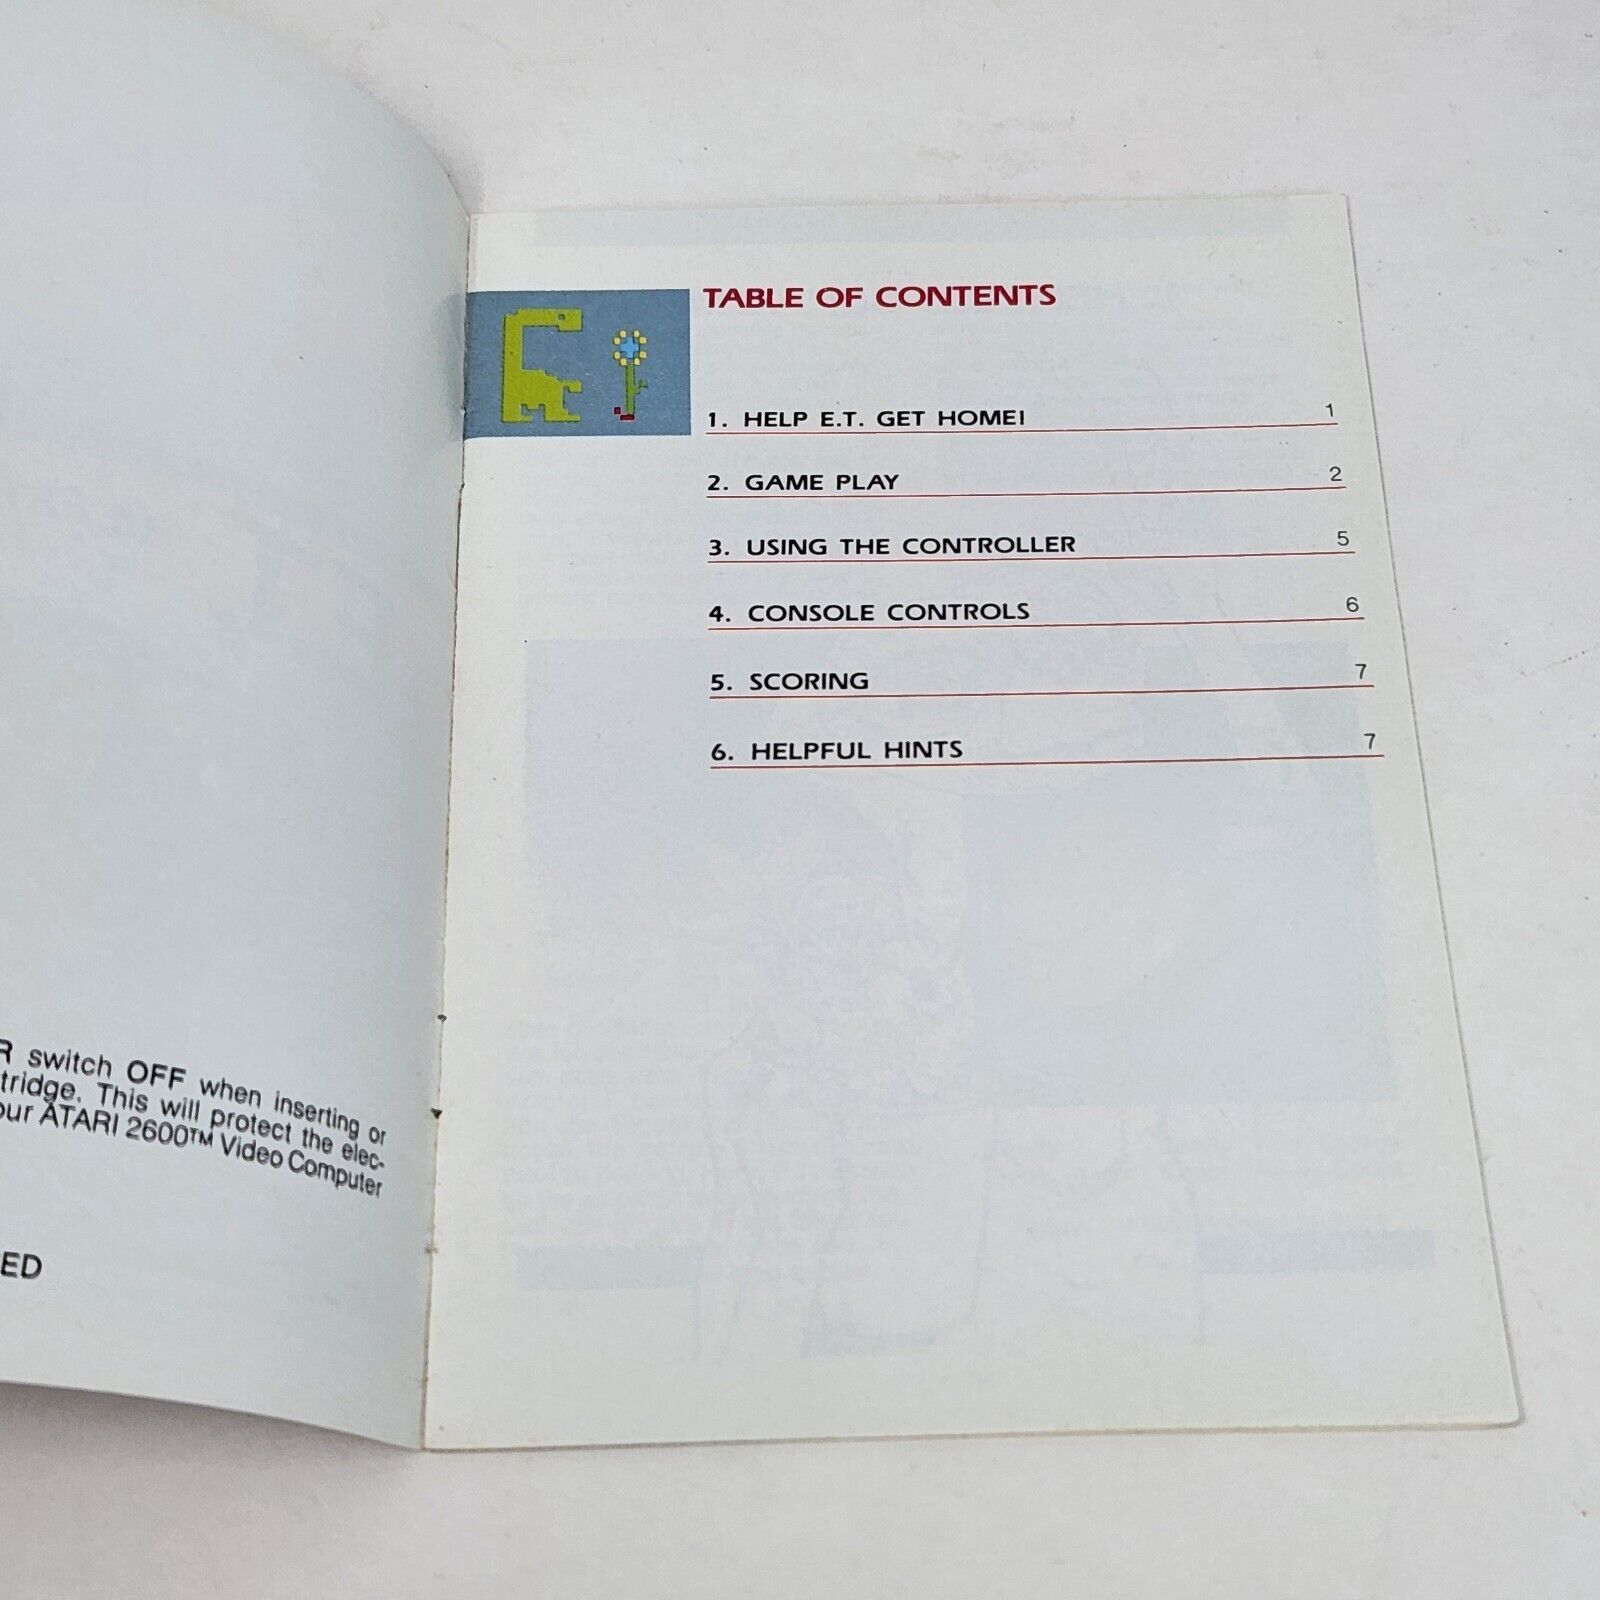 R switch OFF when inserting or
tridge. This will protect the elec-
our ATARI 2600™ Video Computer
ED
TABLE OF CONTENTS
1. HELP E.T. GET HOME! 1
2. GAME PLAY 2
3. USING THE CONTROLLER 5
4. CONSOLE CONTROLS 6
5. SCORING 7
6. HELPFUL HINTS 7